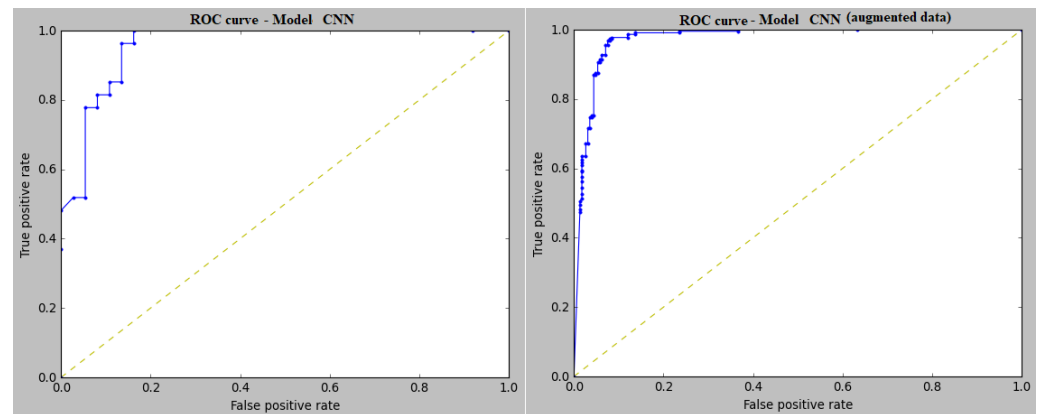 ROC curve - Model CNN
1.0
0.8
0.6
0.4
0.2
0.0
True positive rate
0.0 0.2 0.4 0.6 0.8 1.0
False positive rate
ROC curve - Model CNN (augmented data)
1.0
0.8
0.6
0.4
0.2
0.0
True positive rate
0.0 0.2 0.4 0.6 0.8 1.0
False positive rate